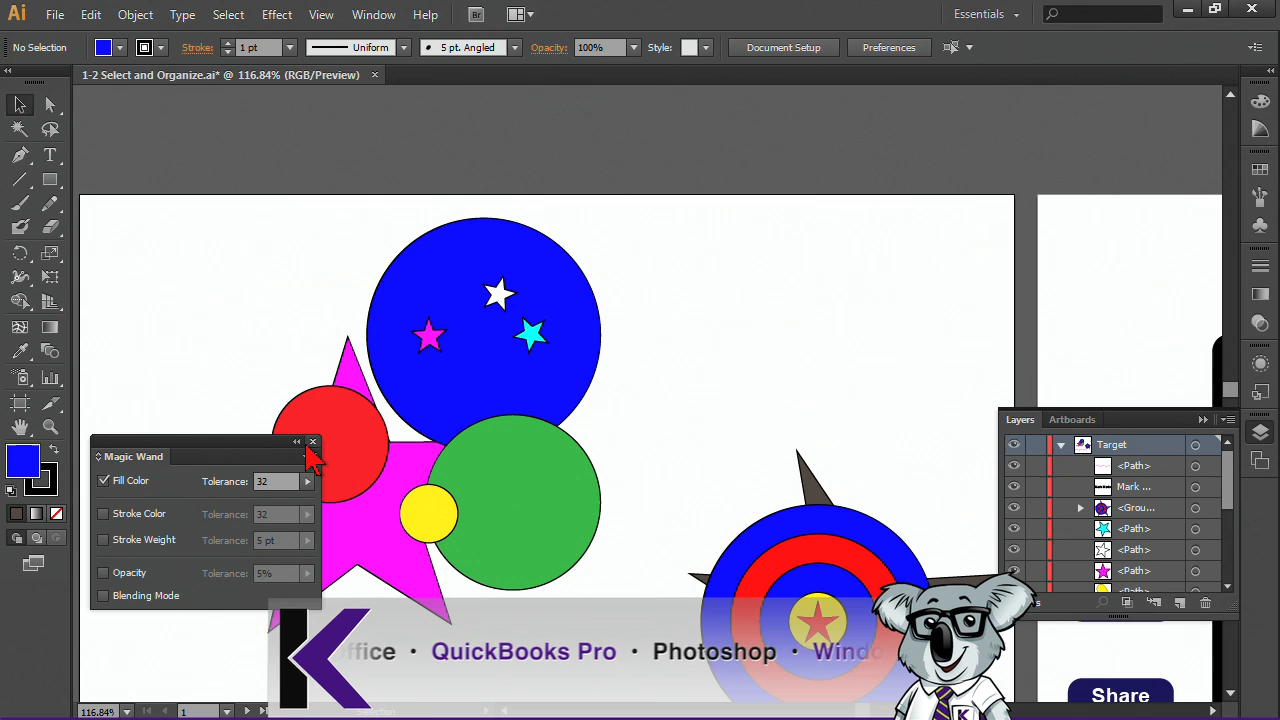 Ai File Edit Object Type Select Effect View Window Help Br Essentials
No Selection Stroke: 1 pt Uniform 5 pt. Angled Opacity: 100% Style: Document Setup Preferences
1-2 Select and Organize.ai* @ 116.84% (RGB/Preview)
Layers Artboards
Target
<Path>
Mark ...
<Grou...
<Path>
<Path>
<Path>
Magic Wand
Fill Color Tolerance: 32
Stroke Color Tolerance: 32
Stroke Weight Tolerance: 5 pt
Opacity Tolerance: 5%
Blending Mode
ffice • QuickBooks Pro • Photoshop • Windo
K
Share
116.84% 1 Selection